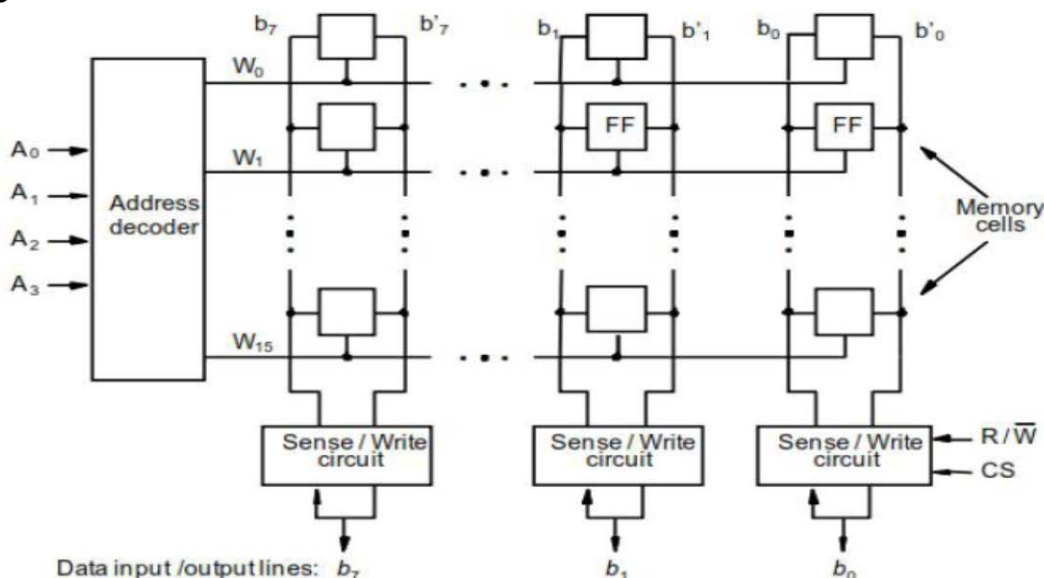 b₇ b'₇ b₁ b'₁ b₀ b'₀
W₀
FF FF
A₀
W₁
A₁
Address
decoder
Memory
cells
A₂
A₃
W₁₅
Sense / Write
circuit
Sense / Write
circuit
Sense / Write
circuit
R / W̅
CS
Data input /output lines: b₇ b₁ b₀